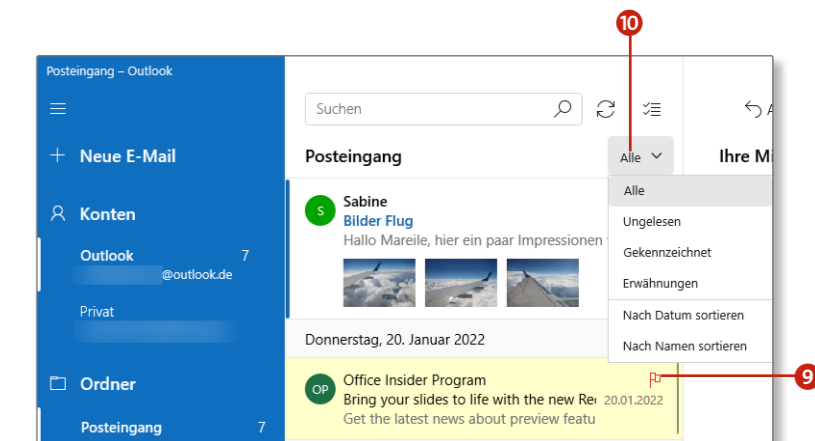 10
Posteingang – Outlook
Suchen
Neue E-Mail
Posteingang
Alle
Ihre Mi
Alle
Ungelesen
Gekennzeichnet
Erwähnungen
Nach Datum sortieren
Nach Namen sortieren
Konten
Outlook 7
@outlook.de
Privat
S
Sabine
Bilder Flug
Hallo Mareile, hier ein paar Impressionen
Donnerstag, 20. Januar 2022
Ordner
Posteingang 7
OP
Office Insider Program
9
Bring your slides to life with the new Rec 20.01.2022
Get the latest news about preview featu